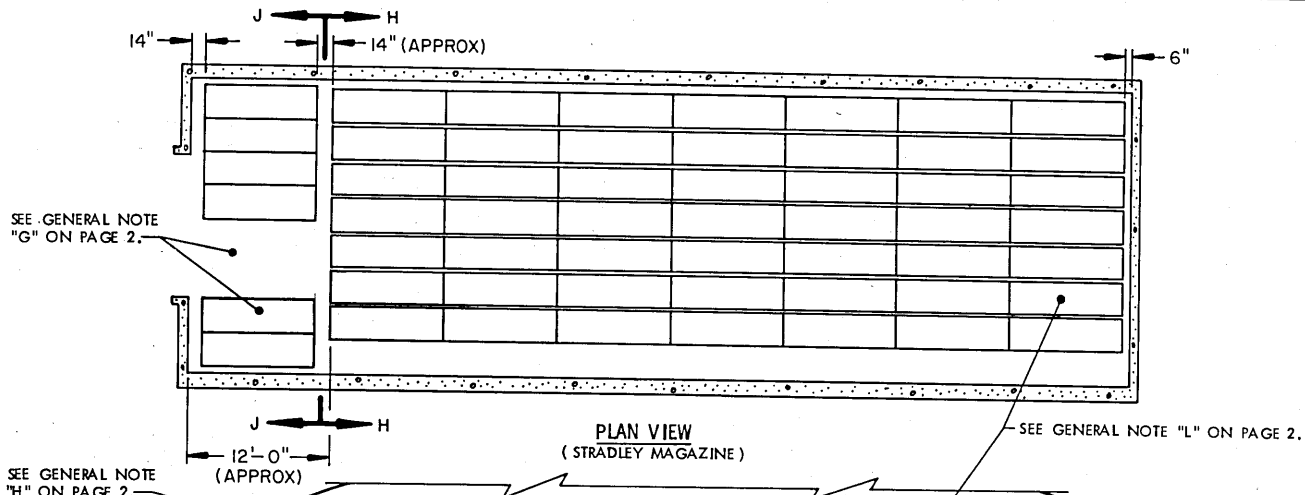 J H
14"
14" (APPROX)
6"
SEE GENERAL NOTE
"G" ON PAGE 2.
J H
12'-0"
(APPROX)
PLAN VIEW
(STRADLEY MAGAZINE)
SEE GENERAL NOTE "L" ON PAGE 2.
SEE GENERAL NOTE
"H" ON PAGE 2